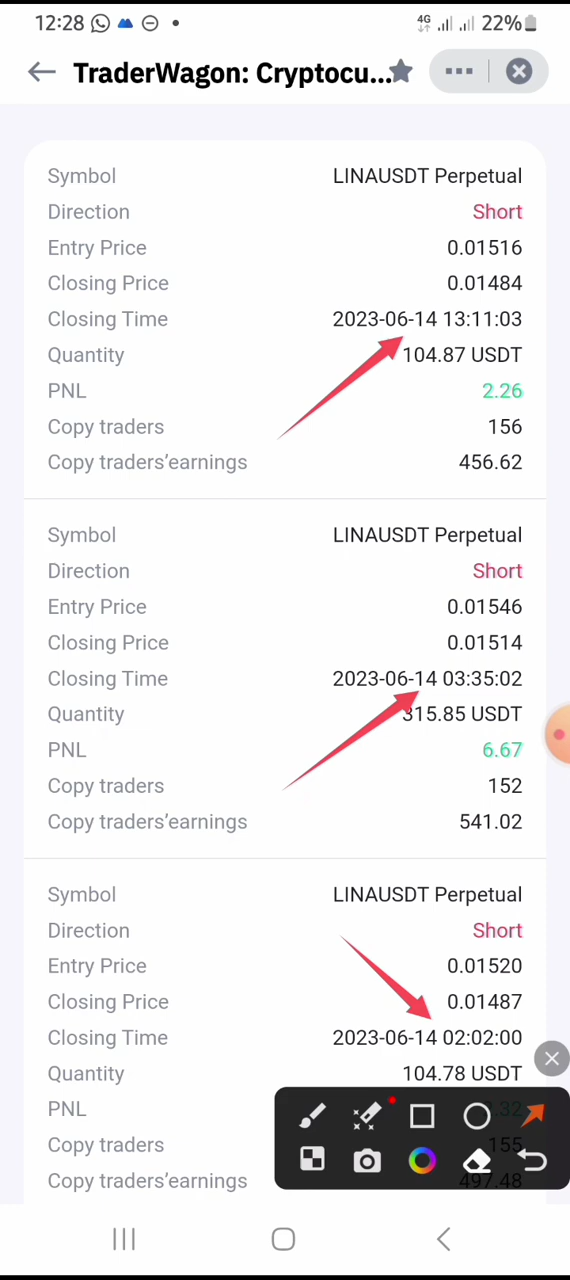 12:28 4G 22%
TraderWagon: Cryptocu...
Symbol LINAUSDT Perpetual
Direction Short
Entry Price 0.01516
Closing Price 0.01484
Closing Time 2023-06-14 13:11:03
Quantity 104.87 USDT
PNL 2.26
Copy traders 156
Copy traders'earnings 456.62
Symbol LINAUSDT Perpetual
Direction Short
Entry Price 0.01546
Closing Price 0.01514
Closing Time 2023-06-14 03:35:02
Quantity 315.85 USDT
PNL 6.67
Copy traders 152
Copy traders'earnings 541.02
Symbol LINAUSDT Perpetual
Direction Short
Entry Price 0.01520
Closing Price 0.01487
Closing Time 2023-06-14 02:02:00
Quantity 104.78 USDT
PNL
Copy traders 155
Copy traders'earnings 497.48